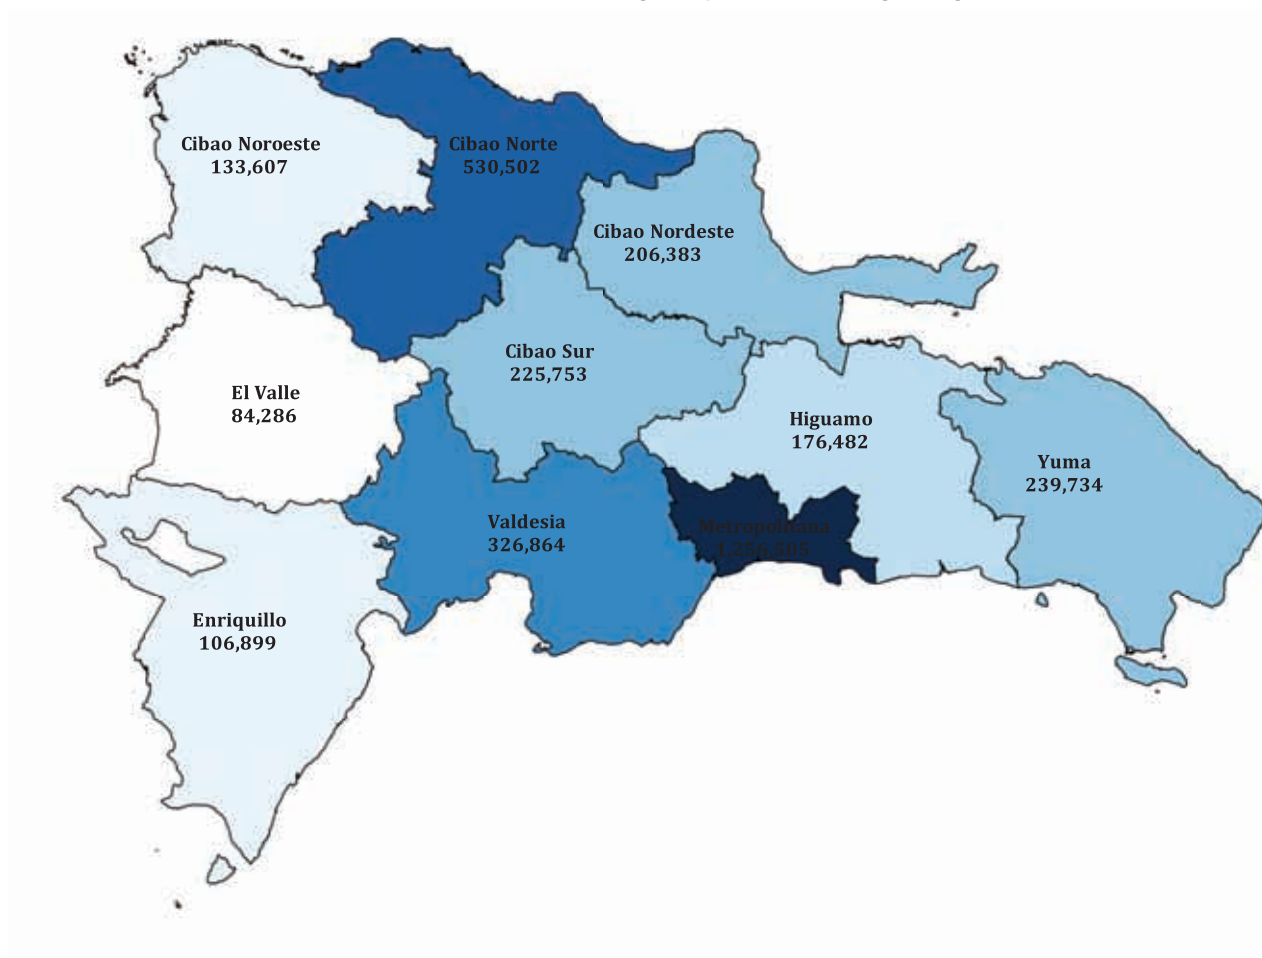 Cibao Noroeste
133,607
Cibao Norte
530,502
Cibao Nordeste
206,383
Cibao Sur
225,753
El Valle
84,286
Higuamo
176,482
Yuma
239,734
Valdesia
326,864
Metropolitana
Enriquillo
106,899